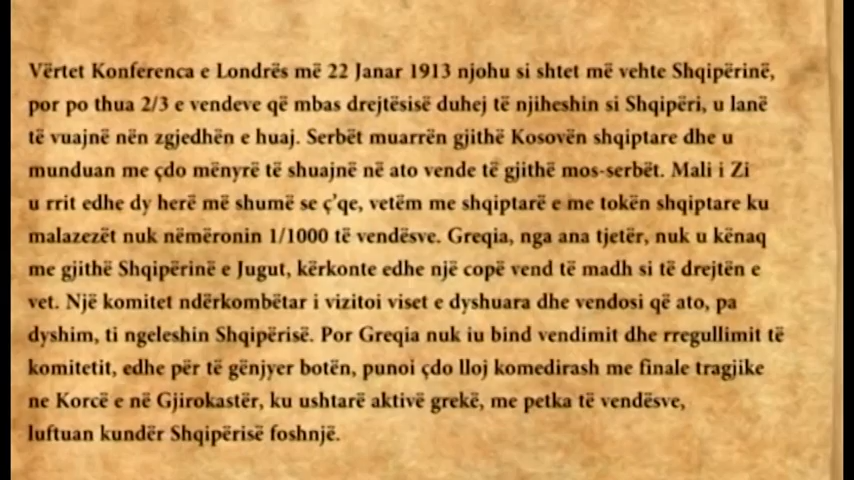 Vërtet Konferenca e Londrës më 22 Janar 1913 njohu si shtet më vehte Shqipërinë,
por po thua 2/3 e vendeve që mbas drejtësisë duhej të njiheshin si Shqipëri, u lanë
të vuajnë nën zgjedhën e huaj. Serbët muarrën gjithë Kosovën shqiptare dhe u
munduan me çdo mënyrë të shuajnë në ato vende të gjithë mos-serbët. Mali i Zi
u rrit edhe dy herë më shumë se ç'qe, vetëm me shqiptarë e me tokën shqiptare ku
malazezët nuk nëmëronin 1/1000 të vendësve. Greqia, nga ana tjetër, nuk u kënaq
me gjithë Shqipërinë e Jugut, kërkonte edhe një copë vend të madh si të drejtën e
vet. Një komitet ndërkombëtar i vizitoi viset e dyshuara dhe vendosi që ato, pa
dyshim, ti ngeleshin Shqipërisë. Por Greqia nuk iu bind vendimit dhe rregullimit të
komitetit, edhe për të gënjyer botën, punoi çdo lloj komedirash me finale tragjike
ne Korcë e në Gjirokastër, ku ushtarë aktivë grekë, me petka të vendësve,
luftuan kundër Shqipërisë foshnjë.